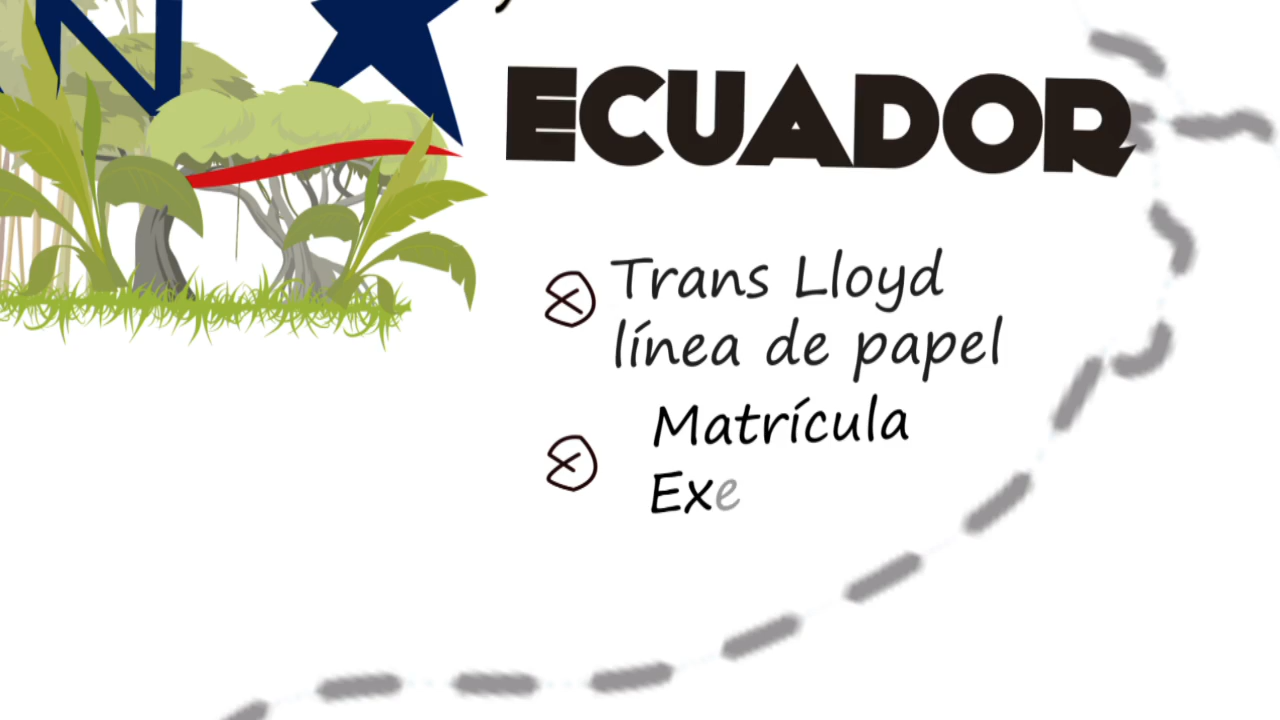 N
ECUADOR
Trans Lloyd
línea de papel
Matrícula
Exe